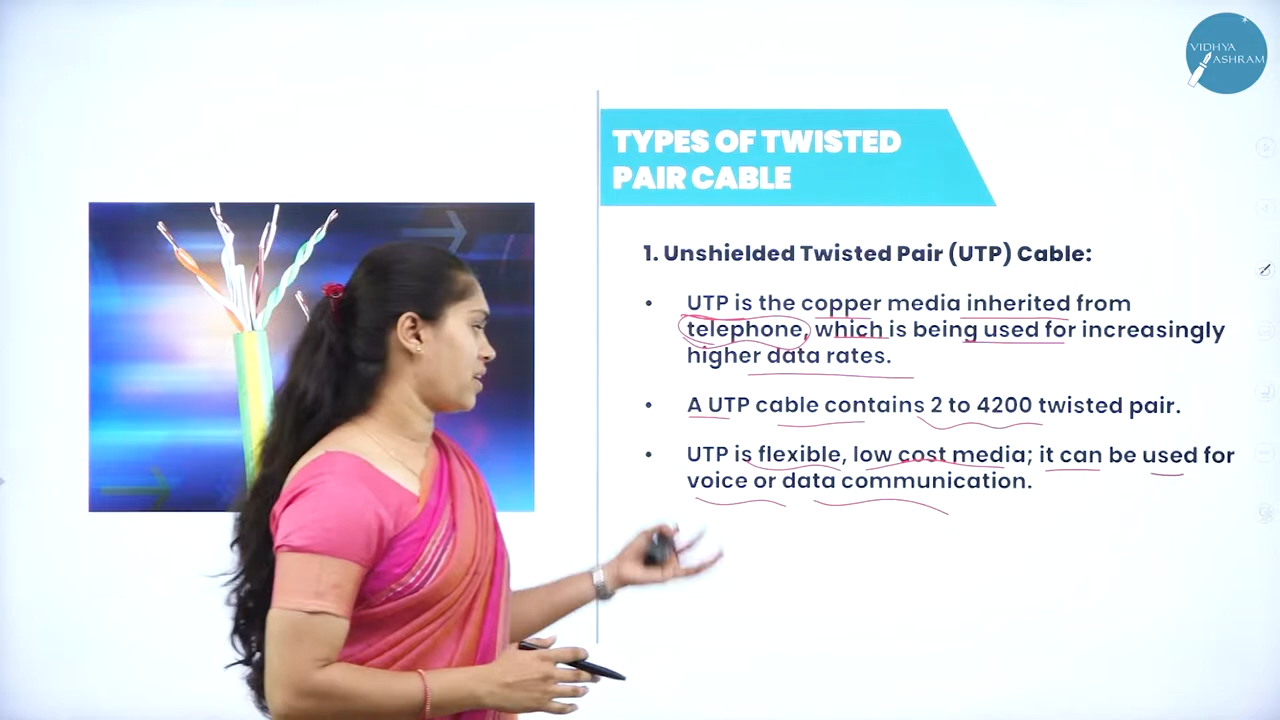 VIDHYA
ASHRAM
TYPES OF TWISTED
PAIR CABLE
1. Unshielded Twisted Pair (UTP) Cable:
• UTP is the copper media inherited from
telephone, which is being used for increasingly
higher data rates.
• A UTP cable contains 2 to 4200 twisted pair.
• UTP is flexible, low cost media; it can be used for
voice or data communication.